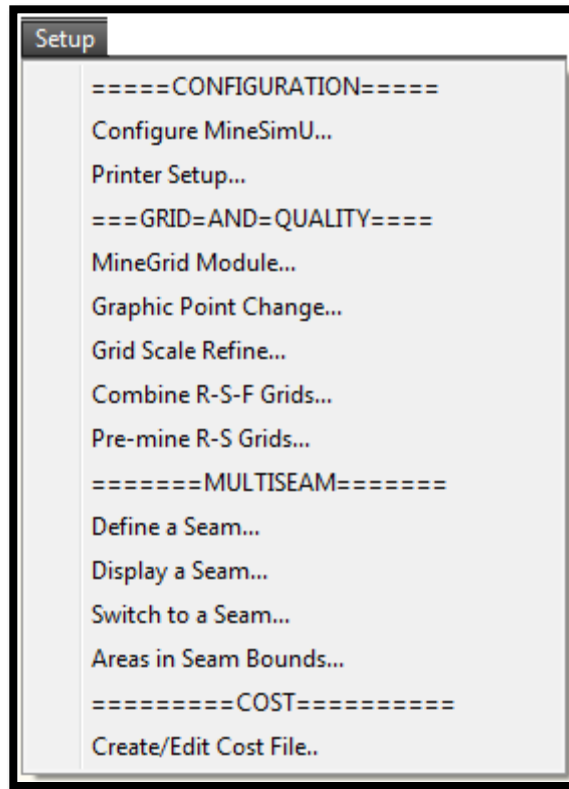 Setup
=====CONFIGURATION=====
Configure MineSimU...
Printer Setup...
===GRID=AND=QUALITY====
MineGrid Module...
Graphic Point Change...
Grid Scale Refine...
Combine R-S-F Grids...
Pre-mine R-S Grids...
=======MULTISEAM=======
Define a Seam...
Display a Seam...
Switch to a Seam...
Areas in Seam Bounds...
=========COST==========
Create/Edit Cost File..